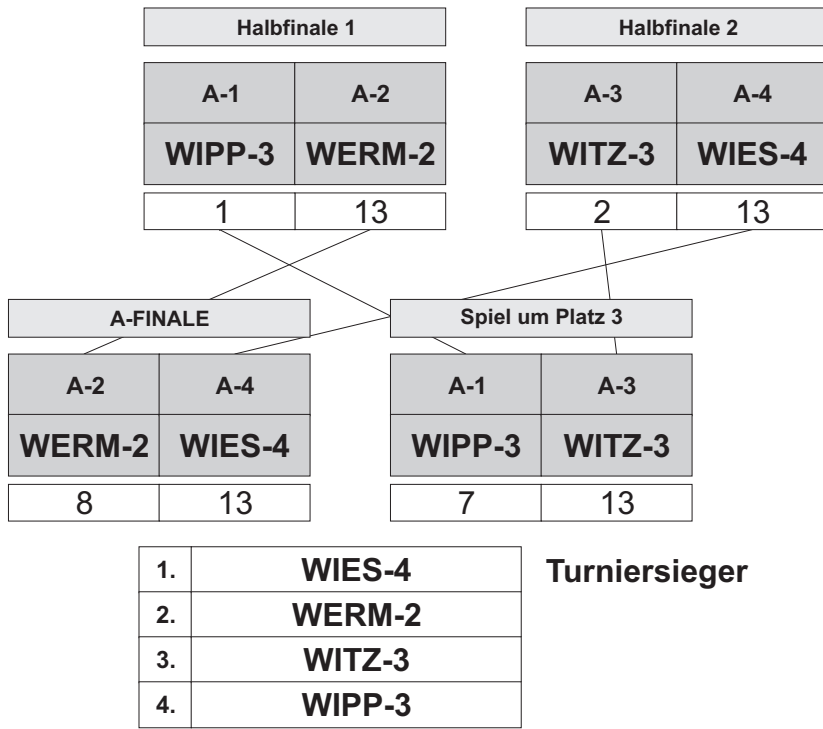 Halbfinale 1 Halbfinale 2
A-1 A-2 A-3 A-4
WIPP-3 WERM-2 WITZ-3 WIES-4
1 13 2 13
A-FINALE Spiel um Platz 3
A-2 A-4 A-1 A-3
WERM-2 WIES-4 WIPP-3 WITZ-3
8 13 7 13
1. WIES-4 Turniersieger
2. WERM-2
3. WITZ-3
4. WIPP-3